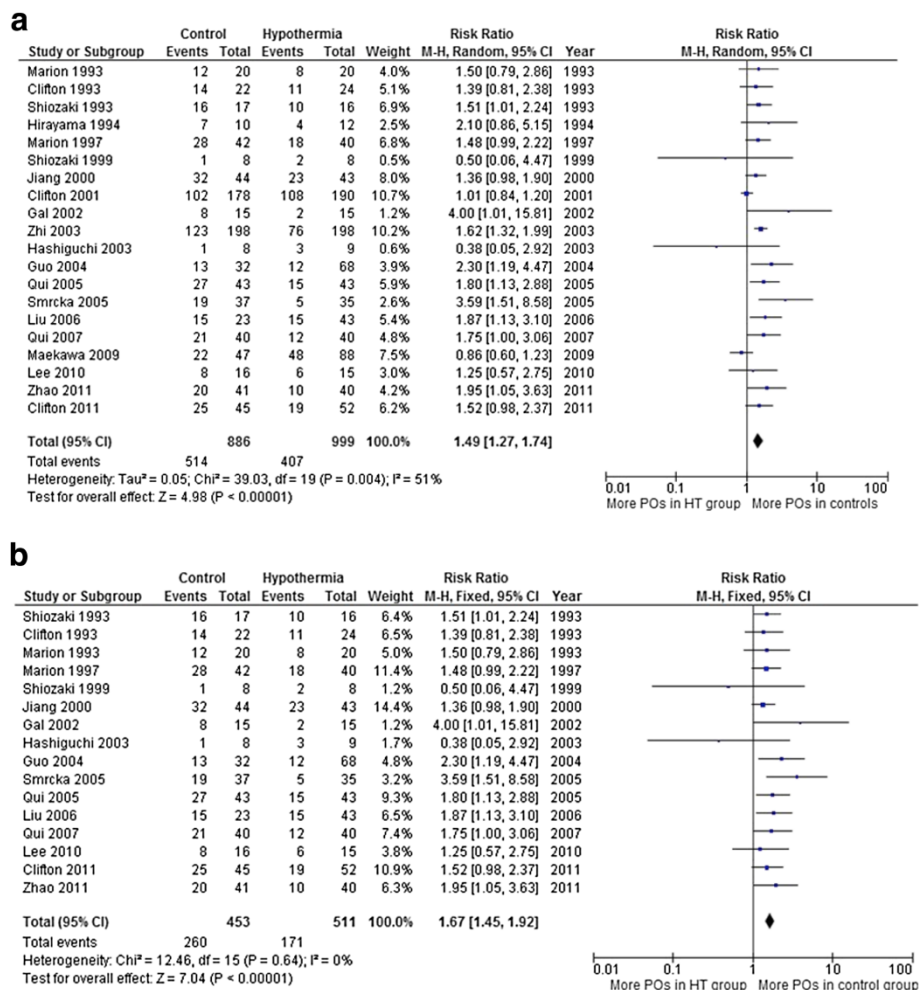 a
Control Hypothermia Risk Ratio Risk Ratio
Study or Subgroup Events Total Events Total Weight M-H, Random, 95% CI Year M-H, Random, 95% CI
Marion 1993 12 20 8 20 4.0% 1.50 [0.79, 2.86] 1993
Clifton 1993 14 22 11 24 5.1% 1.39 [0.81, 2.38] 1993
Shiozaki 1993 16 17 10 16 6.9% 1.51 [1.01, 2.24] 1993
Hirayama 1994 7 10 4 12 2.5% 2.10 [0.86, 5.15] 1994
Marion 1997 28 42 18 40 6.8% 1.48 [0.99, 2.22] 1997
Shiozaki 1999 1 8 2 8 0.5% 0.50 [0.06, 4.47] 1999
Jiang 2000 32 44 23 43 8.0% 1.36 [0.98, 1.90] 2000
Clifton 2001 102 178 108 190 10.7% 1.01 [0.84, 1.20] 2001
Gal 2002 8 15 2 15 1.2% 4.00 [1.01, 15.81] 2002
Zhi 2003 123 198 76 198 10.2% 1.62 [1.32, 1.99] 2003
Hashiguchi 2003 1 8 3 9 0.6% 0.38 [0.05, 2.92] 2003
Guo 2004 13 32 12 68 3.9% 2.30 [1.19, 4.47] 2004
Qui 2005 27 43 15 43 5.9% 1.80 [1.13, 2.88] 2005
Smrcka 2005 19 37 5 35 2.6% 3.59 [1.51, 8.58] 2005
Liu 2006 15 23 15 43 5.4% 1.87 [1.13, 3.10] 2006
Qui 2007 21 40 12 40 4.8% 1.75 [1.00, 3.06] 2007
Maekawa 2009 22 47 48 88 7.5% 0.86 [0.60, 1.23] 2009
Lee 2010 8 16 6 15 3.0% 1.25 [0.57, 2.75] 2010
Zhao 2011 20 41 10 40 4.2% 1.95 [1.05, 3.63] 2011
Clifton 2011 25 45 19 52 6.2% 1.52 [0.98, 2.37] 2011
Total (95% CI) 886 999 100.0% 1.49 [1.27, 1.74]
Total events 514 407
Heterogeneity: Tau² = 0.05; Chi² = 39.03, df = 19 (P = 0.004); I² = 51%
Test for overall effect: Z = 4.98 (P < 0.00001)
0.01 0.1 1 10 100
More POs in HT group More POs in controls
b
Control Hypothermia Risk Ratio Risk Ratio
Study or Subgroup Events Total Events Total Weight M-H, Fixed, 95% CI Year M-H, Fixed, 95% CI
Shiozaki 1993 16 17 10 16 6.4% 1.51 [1.01, 2.24] 1993
Clifton 1993 14 22 11 24 6.5% 1.39 [0.81, 2.38] 1993
Marion 1993 12 20 8 20 5.0% 1.50 [0.79, 2.86] 1993
Marion 1997 28 42 18 40 11.4% 1.48 [0.99, 2.22] 1997
Shiozaki 1999 1 8 2 8 1.2% 0.50 [0.06, 4.47] 1999
Jiang 2000 32 44 23 43 14.4% 1.36 [0.98, 1.90] 2000
Gal 2002 8 15 2 15 1.2% 4.00 [1.01, 15.81] 2002
Hashiguchi 2003 1 8 3 9 1.7% 0.38 [0.05, 2.92] 2003
Guo 2004 13 32 12 68 4.8% 2.30 [1.19, 4.47] 2004
Smrcka 2005 19 37 5 35 3.2% 3.59 [1.51, 8.58] 2005
Qui 2005 27 43 15 43 9.3% 1.80 [1.13, 2.88] 2005
Liu 2006 15 23 15 43 6.5% 1.87 [1.13, 3.10] 2006
Qui 2007 21 40 12 40 7.4% 1.75 [1.00, 3.06] 2007
Lee 2010 8 16 6 15 3.8% 1.25 [0.57, 2.75] 2010
Clifton 2011 25 45 19 52 10.9% 1.52 [0.98, 2.37] 2011
Zhao 2011 20 41 10 40 6.3% 1.95 [1.05, 3.63] 2011
Total (95% CI) 453 511 100.0% 1.67 [1.45, 1.92]
Total events 260 171
Heterogeneity: Chi² = 12.46, df = 15 (P = 0.64); I² = 0%
Test for overall effect: Z = 7.04 (P < 0.00001)
0.01 0.1 1 10 100
More POs in HT group More POs in control group